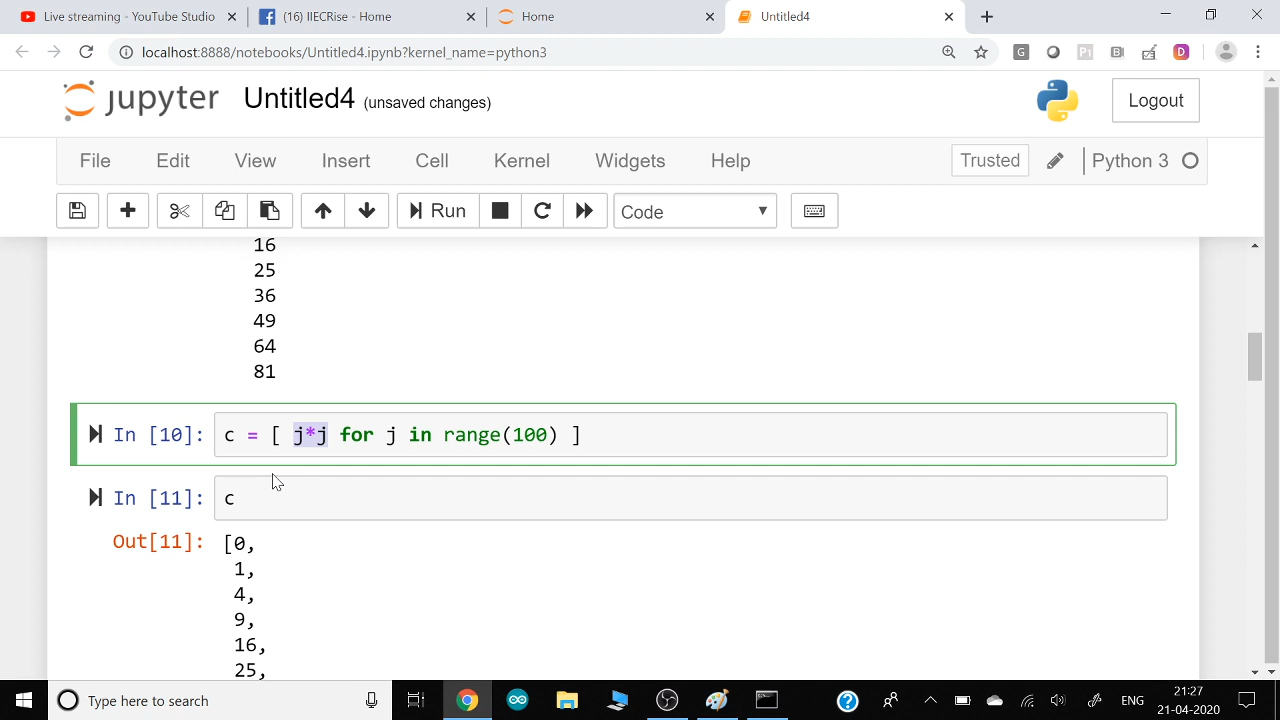 Live streaming - YouTube Studio
(16) IIECRise - Home
Home
Untitled4
localhost:8888/notebooks/Untitled4.ipynb?kernel_name=python3
jupyter Untitled4 (unsaved changes)
Logout
File Edit View Insert Cell Kernel Widgets Help
Trusted
Python 3
Run
Code
16
25
36
49
64
81
In [10]: c = [ j*j for j in range(100) ]
In [11]: c
Out[11]: [0,
1,
4,
9,
16,
25,
Type here to search
ENG
21:27
21-04-2020